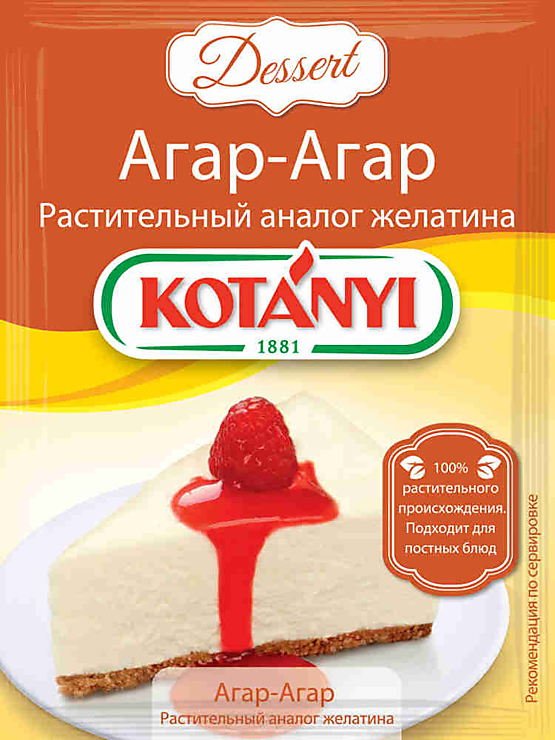 Dessert
Агар-Агар
Растительный аналог желатина
KOTÁNYI
1881
100%
растительного
происхождения.
Подходит для
постных блюд
Рекомендация по сервировке
Агар-Агар
Растительный аналог желатина